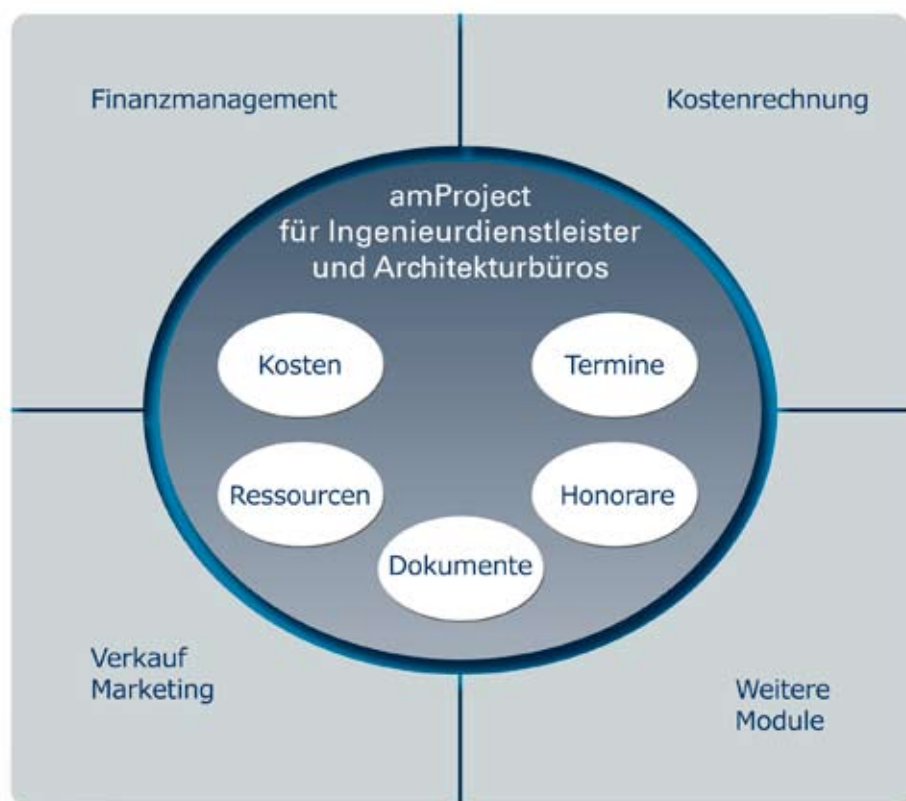 Finanzmanagement
Kostenrechnung
amProject
für Ingenieurdienstleister
und Architekturbüros
Kosten
Termine
Ressourcen
Honorare
Dokumente
Verkauf
Marketing
Weitere
Module